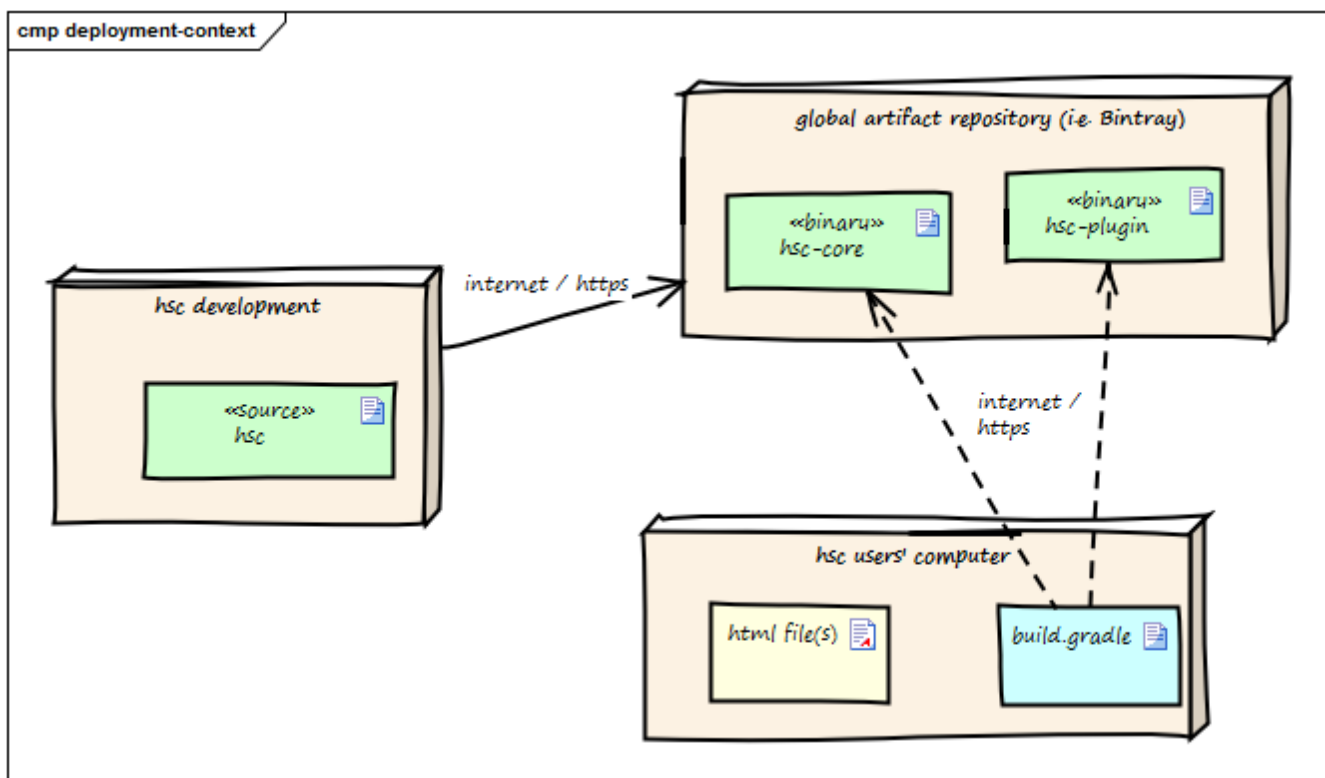 cmp deployment-context
global artifact repository (i.e. Bintray)
«binary»
hsc-core
«binary»
hsc-plugin
hsc development
«source»
hsc
internet / https
internet /
https
hsc users' computer
html file(s)
build.gradle